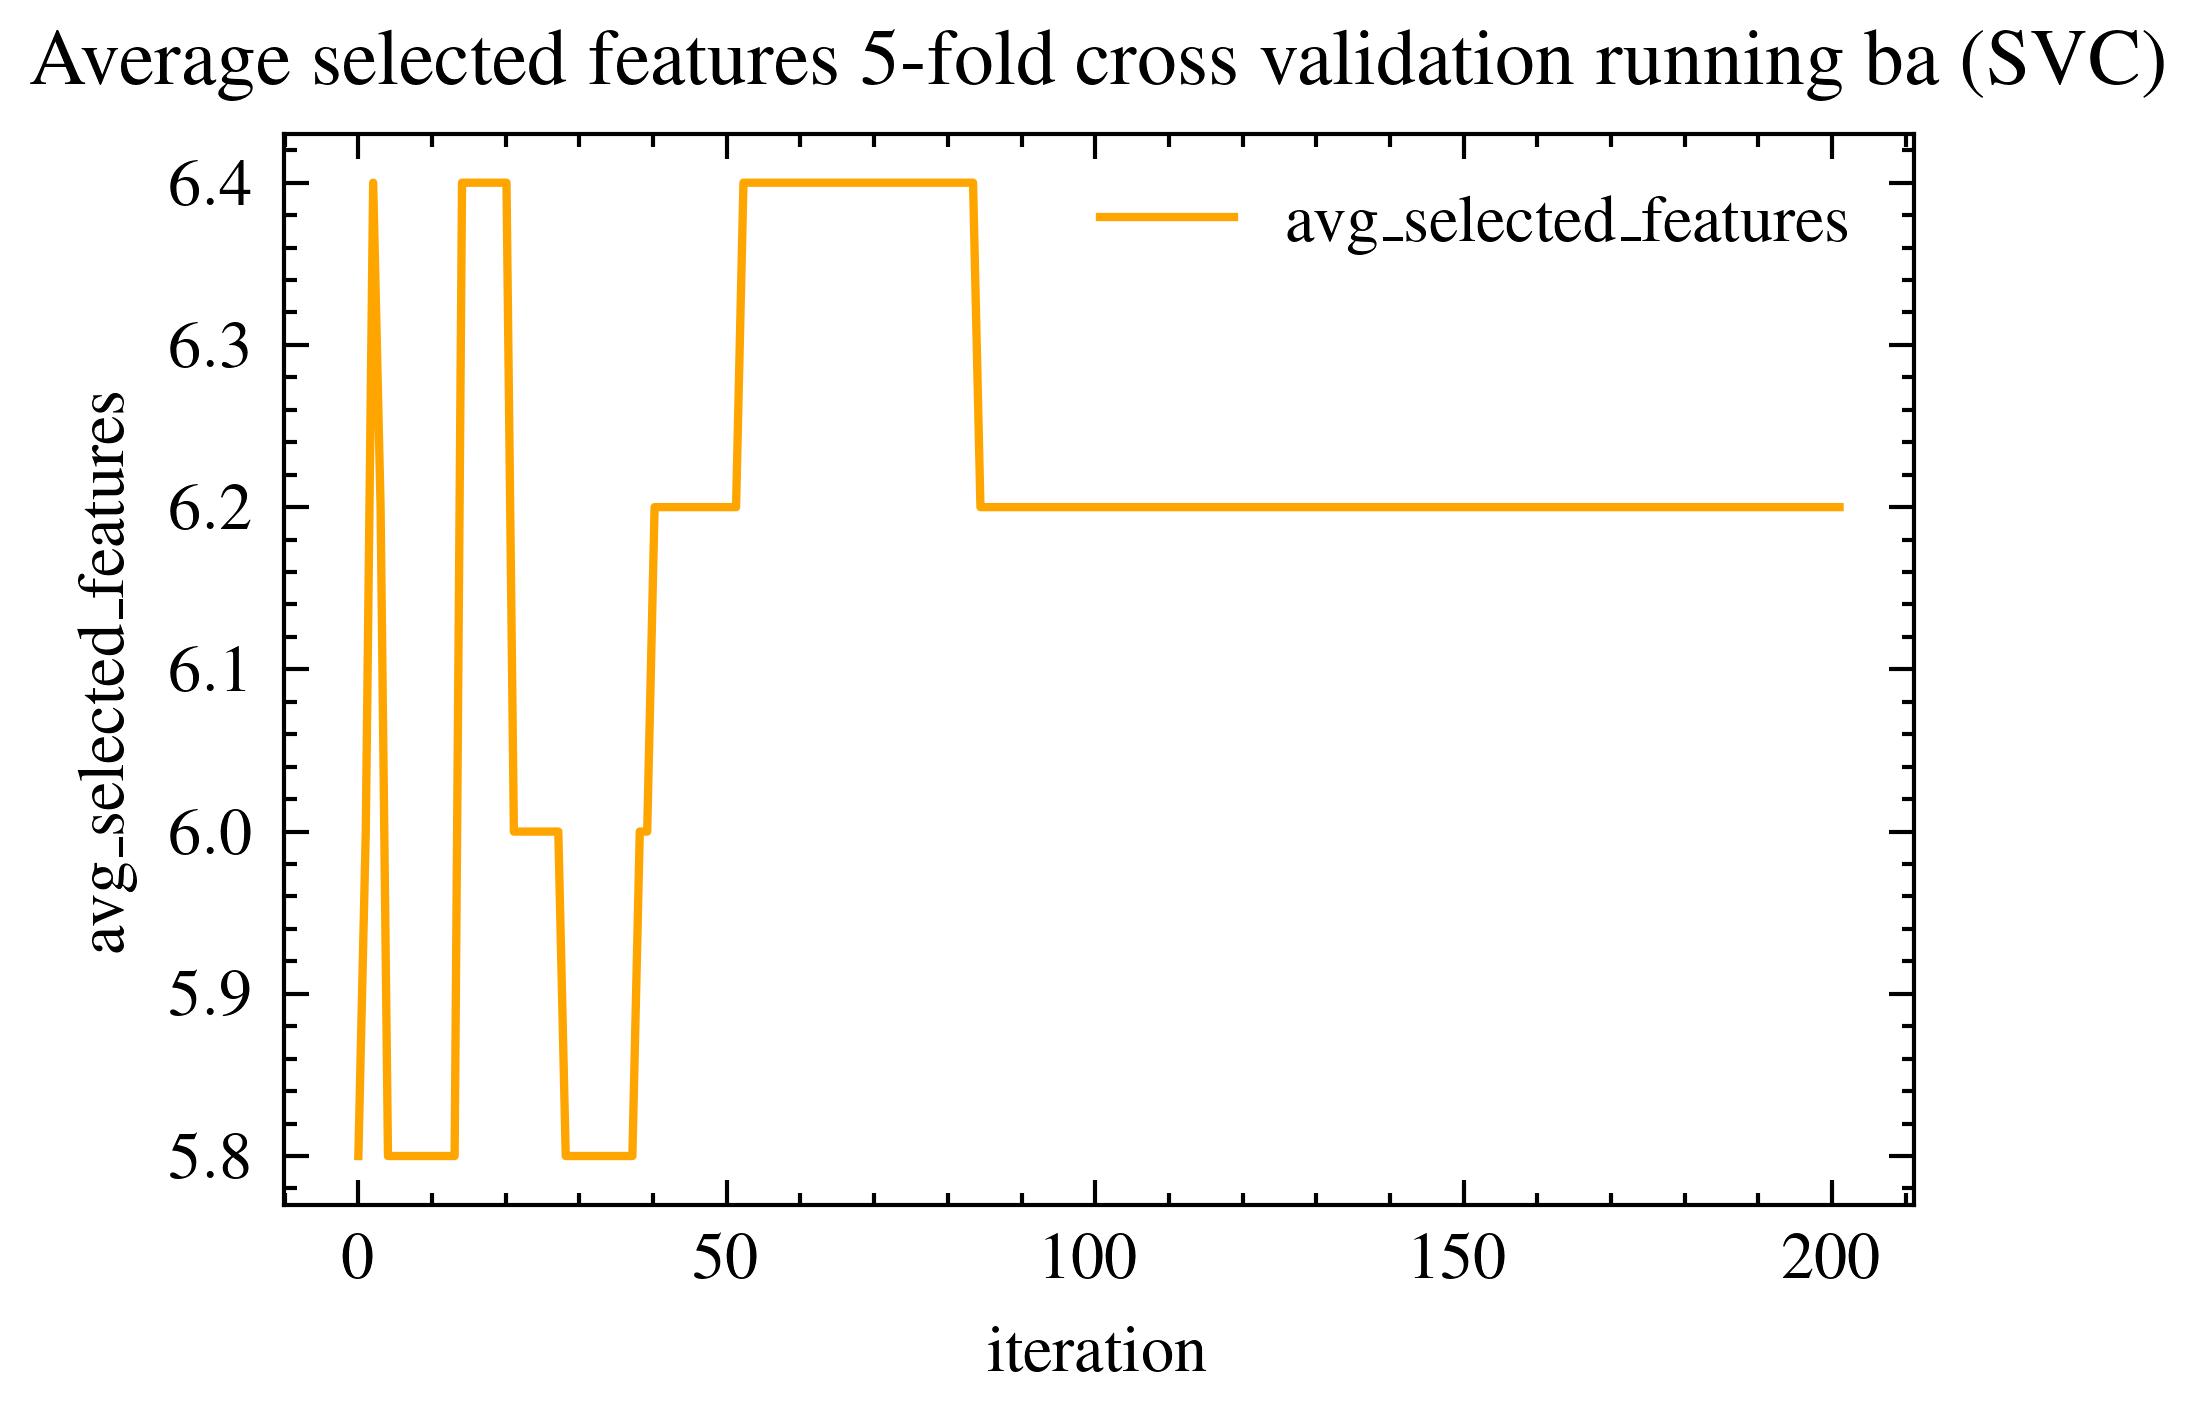 Average selected features 5-fold cross validation running ba (SVC)
avg_selected_features
avg_selected_features
6.4
6.3
6.2
6.1
6.0
5.9
5.8
0 50 100 150 200
iteration